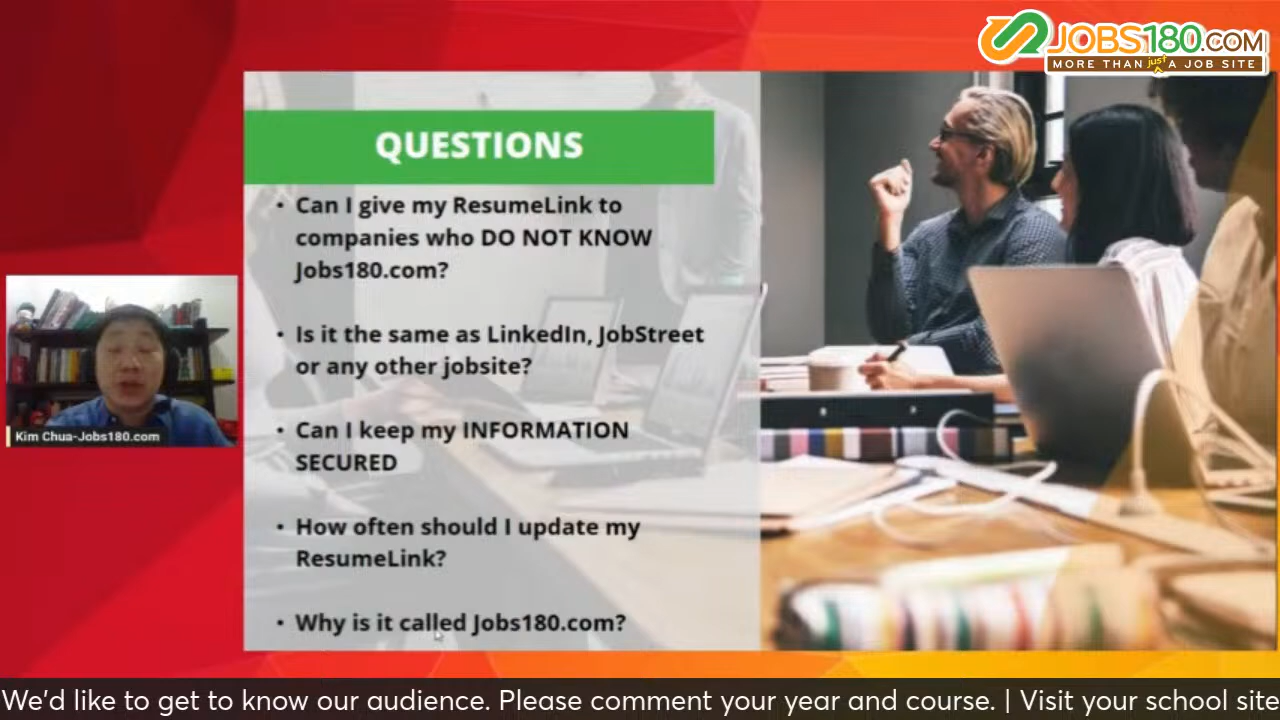 JOBS180.COM
MORE THAN just A JOB SITE
QUESTIONS
• Can I give my ResumeLink to
companies who DO NOT KNOW
Jobs180.com?
• Is it the same as LinkedIn, JobStreet
or any other jobsite?
• Can I keep my INFORMATION
SECURED
• How often should I update my
ResumeLink?
• Why is it called Jobs180.com?
Kim Chua-Jobs180.com
We'd like to get to know our audience. Please comment your year and course. | Visit your school site